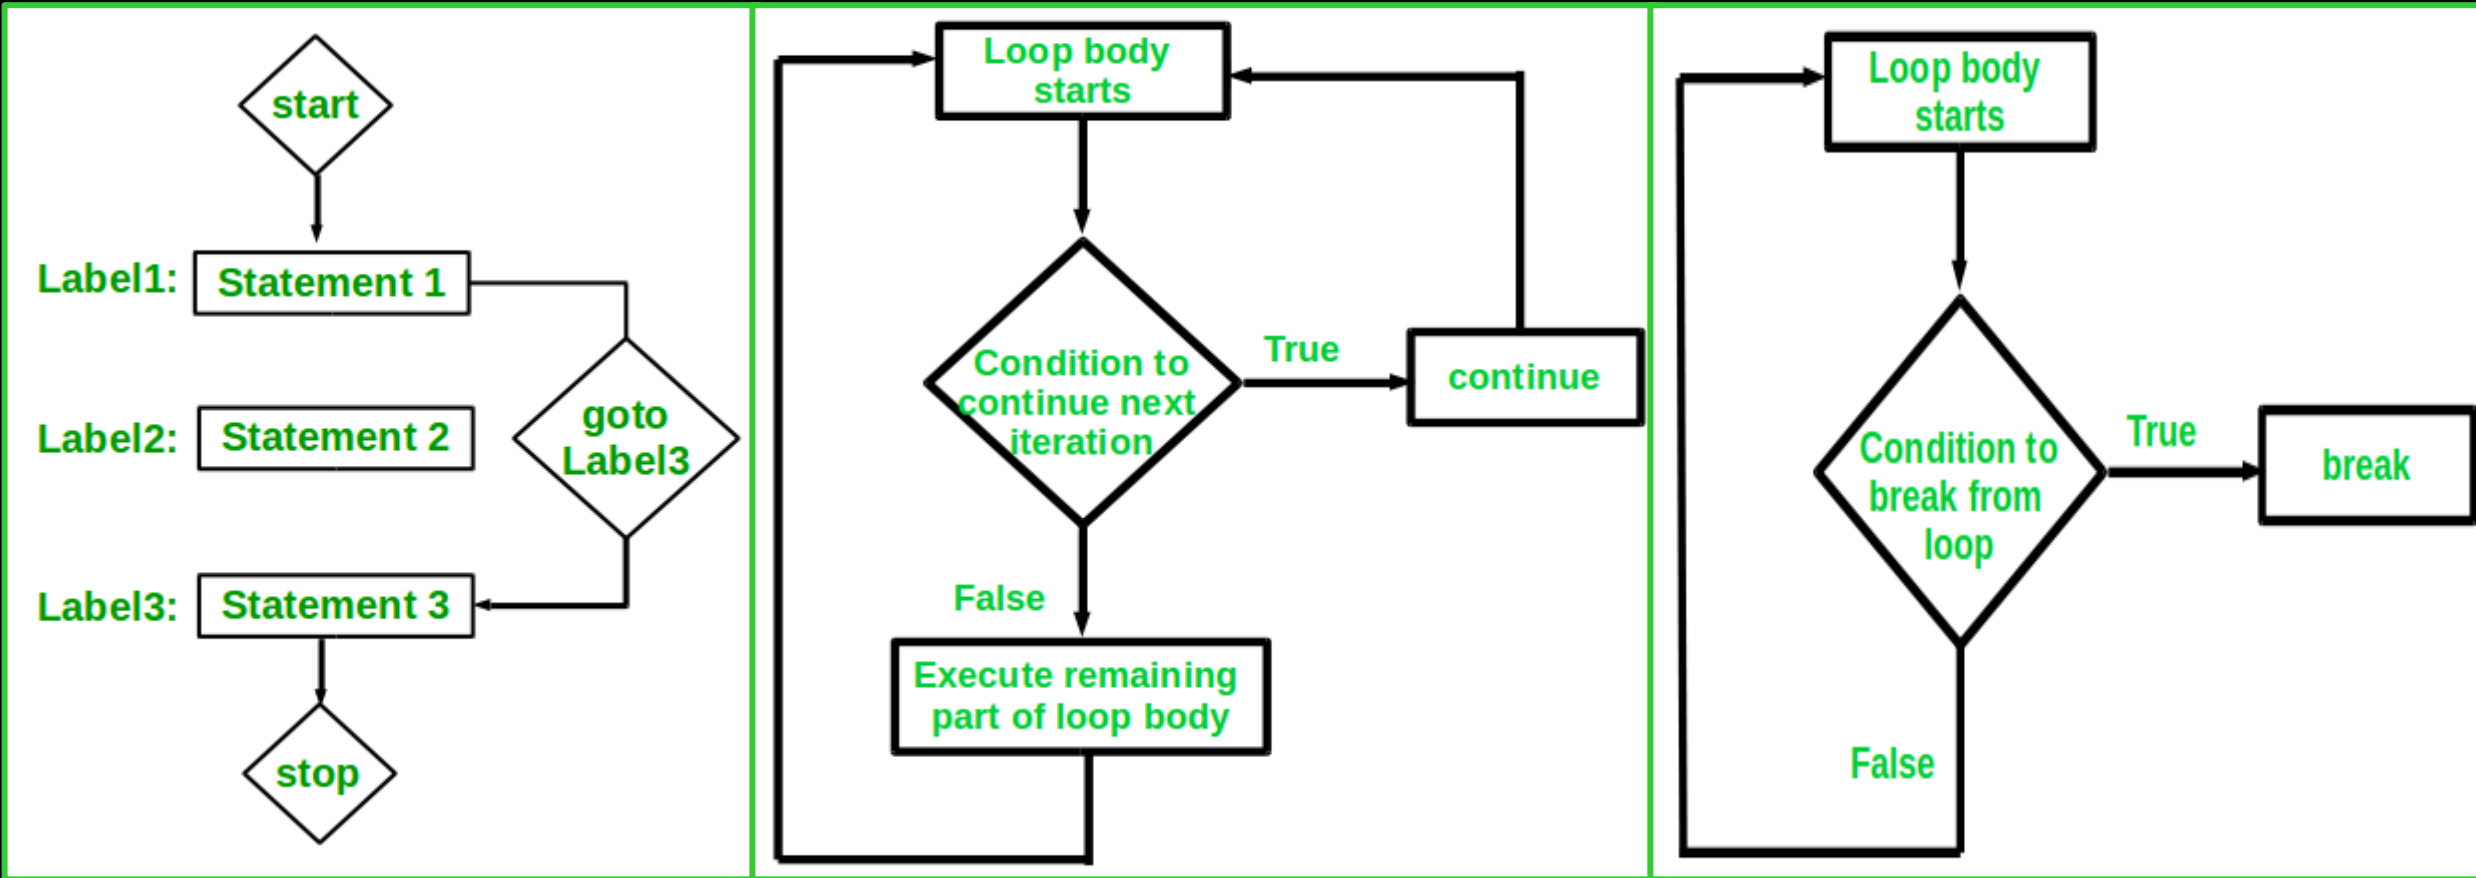 start
Label1: Statement 1
goto
Label3
Label2: Statement 2
Label3: Statement 3
stop
Loop body
starts
Condition to
continue next
iteration
True
continue
False
Execute remaining
part of loop body
Loop body
starts
Condition to
break from
loop
True
break
False